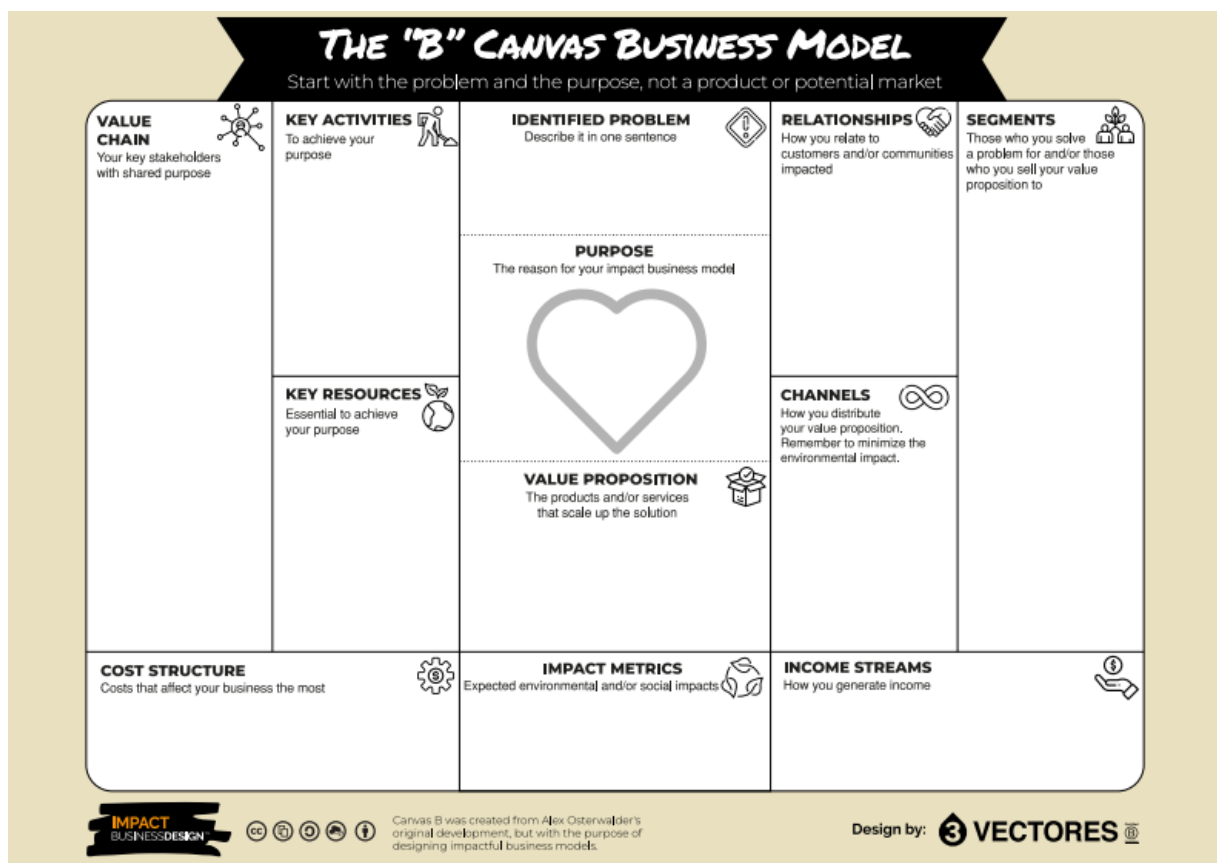 THE "B" CANVAS BUSINESS MODEL
Start with the problem and the purpose, not a product or potential market
VALUE
CHAIN
Your key stakeholders
with shared purpose
KEY ACTIVITIES
To achieve your
purpose
KEY RESOURCES
Essential to achieve
your purpose
IDENTIFIED PROBLEM
Describe it in one sentence
PURPOSE
The reason for your impact business model
VALUE PROPOSITION
The products and/or services
that scale up the solution
RELATIONSHIPS
How you relate to
customers and/or communities
impacted
CHANNELS
How you distribute
your value proposition.
Remember to minimize the
environmental impact.
SEGMENTS
Those who you solve
a problem for and/or those
who you sell your value
proposition to
COST STRUCTURE
Costs that affect your business the most
IMPACT METRICS
Expected environmental and/or social impacts
INCOME STREAMS
How you generate income
IMPACT
BUSINESSDESIGN™
cc
Canvas B was created from Alex Osterwalder's
original development, but with the purpose of
designing impactful business models.
Design by: 3 VECTORES B